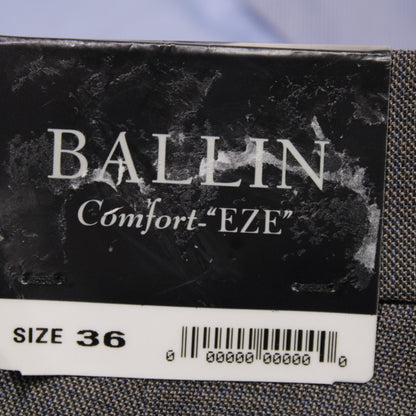 BALLIN
Comfort-"EZE"
SIZE 36
0 00000 00000 0